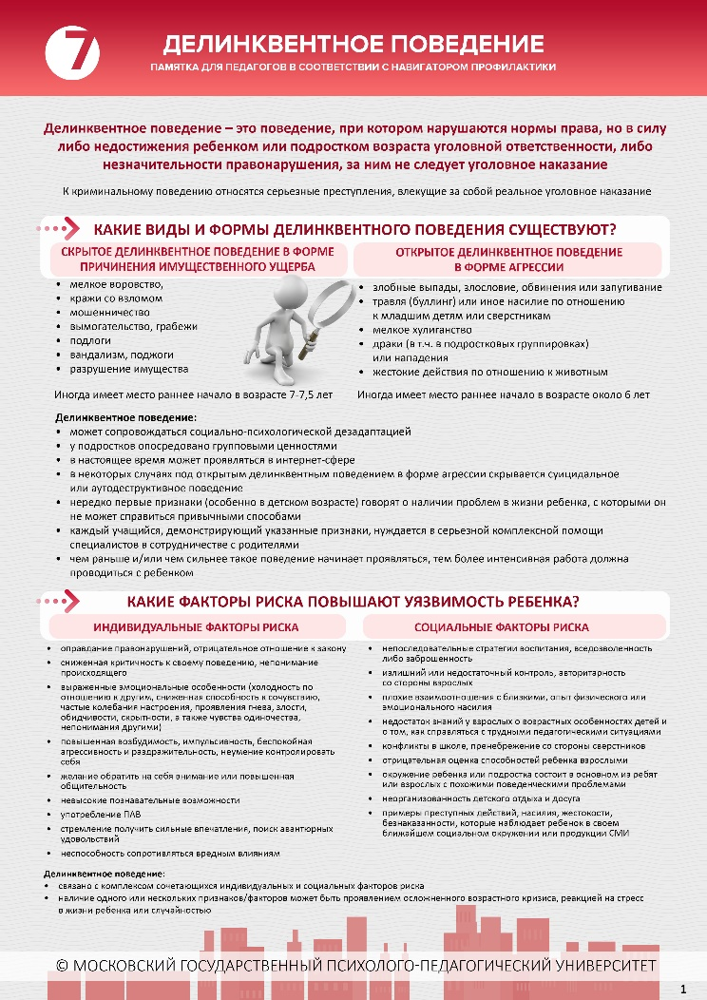 7
ДЕЛИНКВЕНТНОЕ ПОВЕДЕНИЕ
ПАМЯТКА ДЛЯ ПЕДАГОГОВ В СООТВЕТСТВИИ С НАВИГАТОРОМ ПРОФИЛАКТИКИ
Делинквентное поведение – это поведение, при котором нарушаются нормы права, но в силу
либо недостижения ребенком или подростком возраста уголовной ответственности, либо
незначительности правонарушения, за ним не следует уголовное наказание
К криминальному поведению относятся серьезные преступления, влекущие за собой реальное уголовное наказание
КАКИЕ ВИДЫ И ФОРМЫ ДЕЛИНКВЕНТНОГО ПОВЕДЕНИЯ СУЩЕСТВУЮТ?
СКРЫТОЕ ДЕЛИНКВЕНТНОЕ ПОВЕДЕНИЕ В ФОРМЕ
ПРИЧИНЕНИЯ ИМУЩЕСТВЕННОГО УЩЕРБА
• мелкое воровство,
• кражи со взломом
• мошенничество
• вымогательство, грабежи
• подлоги
• вандализм, поджоги
• разрушение имущества
Иногда имеет место раннее начало в возрасте 7-7,5 лет
ОТКРЫТОЕ ДЕЛИНКВЕНТНОЕ ПОВЕДЕНИЕ
В ФОРМЕ АГРЕССИИ
• злобные выпады, злословие, обвинения или запугивание
• травля (буллинг) или иное насилие по отношению
к младшим детям или сверстникам
• мелкое хулиганство
• драки (в т.ч. в подростковых группировках)
или нападения
• жестокие действия по отношению к животным
Иногда имеет место раннее начало в возрасте около 6 лет
Делинквентное поведение:
• может сопровождаться социально-психологической дезадаптацией
• у подростков опосредовано групповыми ценностями
• в настоящее время может проявляться в интернет-сфере
• в некоторых случаях под открытым делинквентным поведением в форме агрессии скрывается суицидальное
или аутодеструктивное поведение
• нередко первые признаки (особенно в детском возрасте) говорят о наличии проблем в жизни ребенка, с которыми он
не может справиться привычными способами
• каждый учащийся, демонстрирующий указанные признаки, нуждается в серьезной комплексной помощи
специалистов в сотрудничестве с родителями
• чем раньше и/или чем сильнее такое поведение начинает проявляться, тем более интенсивная работа должна
проводиться с ребенком
КАКИЕ ФАКТОРЫ РИСКА ПОВЫШАЮТ УЯЗВИМОСТЬ РЕБЕНКА?
ИНДИВИДУАЛЬНЫЕ ФАКТОРЫ РИСКА
• оправдание правонарушений, отрицательное отношение к закону
• сниженная критичность к своему поведению, непонимание
происходящего
• выраженные эмоциональные особенности (холодность по
отношению к другим, сниженная способность к сочувствию,
частые колебания настроения, проявления гнева, злости,
обидчивости, скрытности, а также чувства одиночества,
непонимания другими)
• повышенная возбудимость, импульсивность, беспокойная
агрессивность и раздражительность, неумение контролировать
себя
• желание обратить на себя внимание или повышенная
общительность
• невысокие познавательные возможности
• употребление ПАВ
• стремление получить сильные впечатления, поиск авантюрных
удовольствий
• неспособность сопротивляться вредным влияниям
СОЦИАЛЬНЫЕ ФАКТОРЫ РИСКА
• непоследовательные стратегии воспитания, вседозволенность
либо заброшенность
• излишний или недостаточный контроль, авторитарность
со стороны взрослых
• плохие взаимоотношения с близкими, опыт физического или
эмоционального насилия
• недостаток знаний у взрослых о возрастных особенностях детей и
о том, как справляться с трудными педагогическими ситуациями
• конфликты в школе, пренебрежение со стороны сверстников
• отрицательная оценка способностей ребенка взрослыми
• окружение ребенка или подростка состоит в основном из ребят
или взрослых с похожими поведенческими проблемами
• неорганизованность детского отдыха и досуга
• примеры преступных действий, насилия, жестокости,
безнаказанности, которые наблюдает ребенок в своем
ближайшем социальном окружении или продукции СМИ
Делинквентное поведение:
• связано с комплексом сочетающихся индивидуальных и социальных факторов риска
• наличие одного или нескольких признаков/факторов может быть проявлением осложненного возрастного кризиса, реакцией на стресс
в жизни ребенка или случайностью
© МОСКОВСКИЙ ГОСУДАРСТВЕННЫЙ ПСИХОЛОГО-ПЕДАГОГИЧЕСКИЙ УНИВЕРСИТЕТ
1